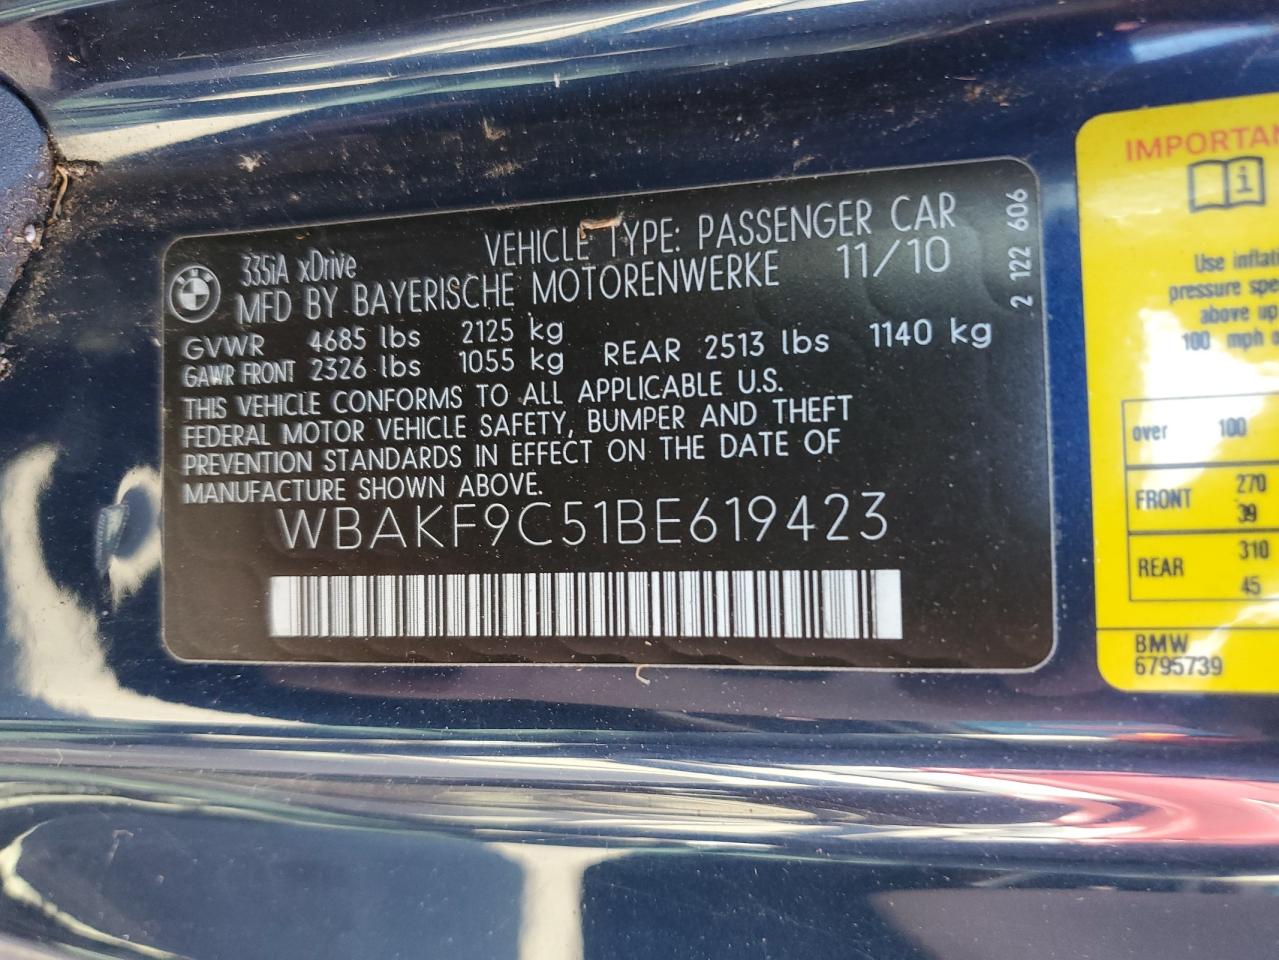 335iA xDrive
VEHICLE TYPE: PASSENGER CAR
MFD BY BAYERISCHE MOTORENWERKE
11/10
GVWR 4685 lbs 2125 kg
GAWR FRONT 2326 lbs 1055 kg REAR 2513 lbs 1140 kg
THIS VEHICLE CONFORMS TO ALL APPLICABLE U.S.
FEDERAL MOTOR VEHICLE SAFETY, BUMPER AND THEFT
PREVENTION STANDARDS IN EFFECT ON THE DATE OF
MANUFACTURE SHOWN ABOVE.
WBAKF9C51BE619423
2 122 606
IMPORTAN
Use inflat
pressure spe
above up
100 mph
over 100
FRONT 270
39
REAR 310
45
BMW
6795739